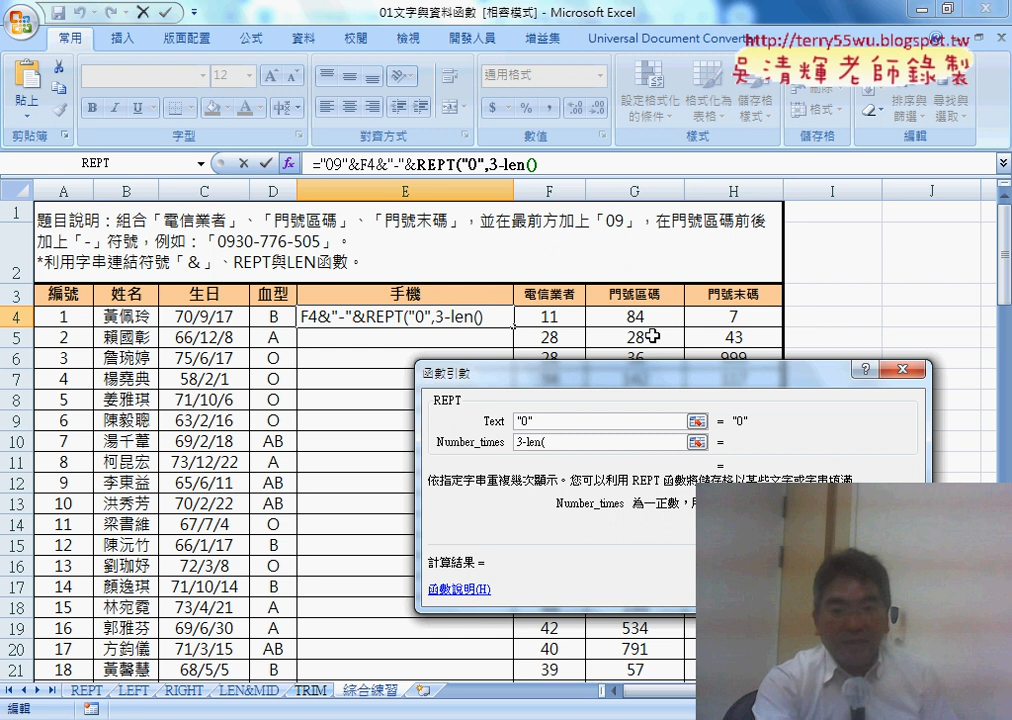 01文字與資料函數 [相容模式] - Microsoft Excel
常用 插入 版面配置 公式 資料 校閱 檢視 開發人員 增益集 Universal Document Converter
http://terry55wu.blogspot.tw
吳清輝老師錄製
貼上 12 通用格式 設定格式化的條件 格式化為表格 儲存格樣式 刪除 格式 排序與篩選 尋找與選取
剪貼簿 字型 對齊方式 數值 樣式 儲存格 編輯
REPT ="09"&F4&"-"&REPT("0",3-len()
A B C D E F G H I J
1 題目說明：組合「電信業者」、「門號區碼」、「門號末碼」，並在最前方加上「09」，在門號區碼前後
加上「-」符號，例如：「0930-776-505」。
2 *利用字串連結符號「&」、REPT與LEN函數。
3 編號 姓名 生日 血型 手機 電信業者 門號區碼 門號末碼
4 1 黃佩玲 70/9/17 B F4&"-"&REPT("0",3-len() 11 84 7
5 2 賴國彰 66/12/8 A 28 28 43
6 3 詹琬婷 75/6/17 O 28 36 999
7 4 楊堯典 58/2/1 O
8 5 姜雅琪 71/10/6 O
9 6 陳毅聰 63/2/16 O
10 7 湯千葦 69/2/18 AB
11 8 柯昆宏 73/12/22 A
12 9 李東益 65/6/11 AB
13 10 洪秀芳 70/2/22 AB
14 11 梁書維 67/7/4 O
15 12 陳沅竹 66/1/17 B
16 13 劉珈妤 72/3/8 O
17 14 顏逸琪 71/10/14 B
18 15 林宛霓 73/4/21 A
19 16 郭雅芬 69/6/30 A 42 534
20 17 方鈞儀 71/3/15 AB 40 791
21 18 黃馨慧 68/5/5 B 39 57
函數引數
REPT
Text "0" = "0"
Number_times 3-len( =
=
依指定字串重複幾次顯示。您可以利用 REPT 函數將儲存格以某些文字或字串填滿
Number_times 為一正數，
計算結果 =
函數說明(H)
REPT LEFT RIGHT LEN&MID TRIM 綜合練習
編輯